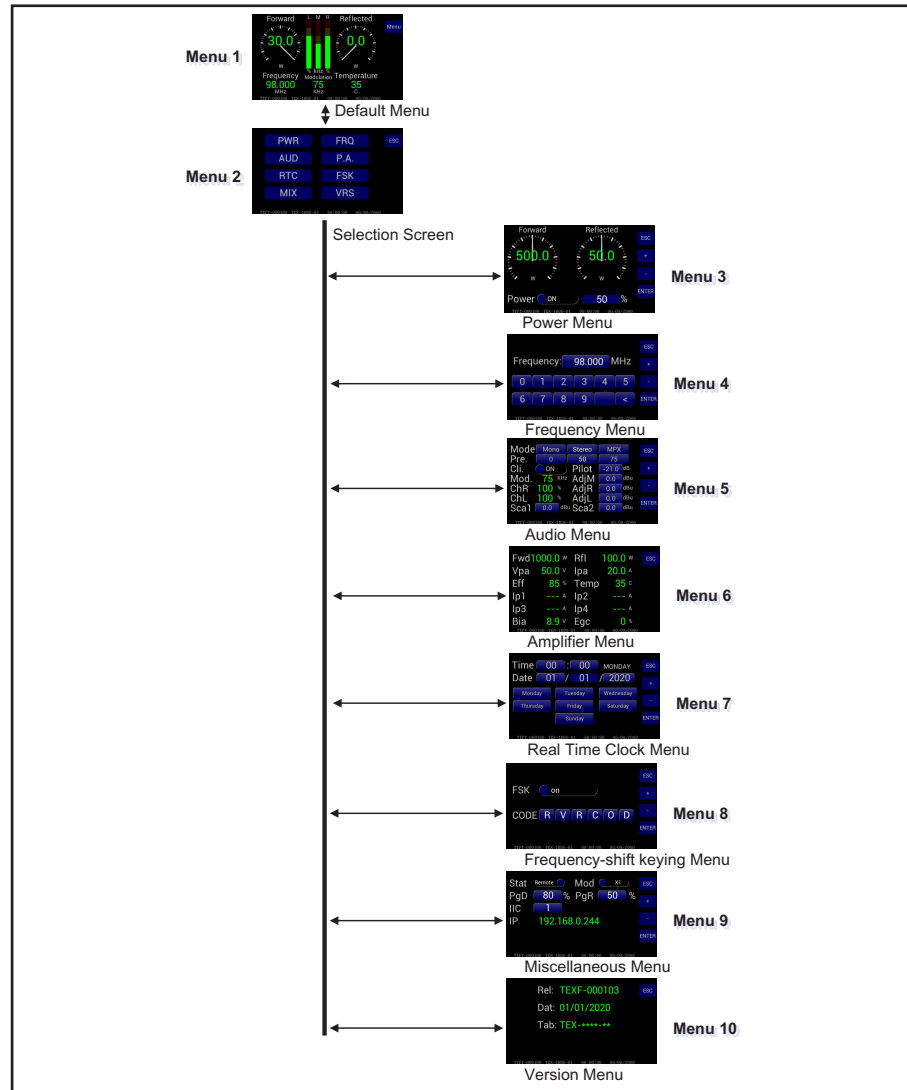 Menu 1
Forward L M R Reflected
Menu
30.0 0.0
W W
% kHz %
Frequency Modulation Temperature
98.000 75 35
MHz KHz C
Default Menu
Menu 2
PWR FRQ ESC
AUD P.A.
RTC FSK
MIX VRS
Selection Screen
Forward Reflected
ESC
500.0 50.0 +
W W -
ENTER
Power ON 50 %
Power Menu
Menu 3
ESC
Frequency: 98.000 MHz +
0 1 2 3 4 5 -
6 7 8 9 < ENTER
Frequency Menu
Menu 4
Mode Mono Stereo MPX ESC
Pre. 0 50 75
Cli. ON Pilot -21.0 dB +
Mod. 75 KHz AdjM 0.0 dBu
ChR 100 % AdjR 0.0 dBu -
ChL 100 % AdjL 0.0 dBu ENTER
Sca1 0.0 dBu Sca2 0.0 dBu
Audio Menu
Menu 5
Fwd 1000.0 W Rfl 100.0 W ESC
Vpa 50.0 V Ipa 20.0 A
Eff 85 % Temp 35 C
Ip1 --- A Ip2 --- A
Ip3 --- A Ip4 --- A
Bia 8.9 V Egc 0 %
Amplifier Menu
Menu 6
Time 00 : 00 MONDAY ESC
Date 01 / 01 / 2020 +
Monday Tuesday Wednesday
Thursday Friday Saturday -
Sunday ENTER
Real Time Clock Menu
Menu 7
ESC
FSK on +
CODE R V R C O D -
ENTER
Frequency-shift keying Menu
Menu 8
Stat Remote Mod X1 ESC
PgD 80 % PgR 50 % +
IIC 1 -
IP 192.168.0.244
ENTER
Miscellaneous Menu
Menu 9
Rel: TEXF-000103 ESC
Dat: 01/01/2020
Tab: TEX-****-**
Version Menu
Menu 10